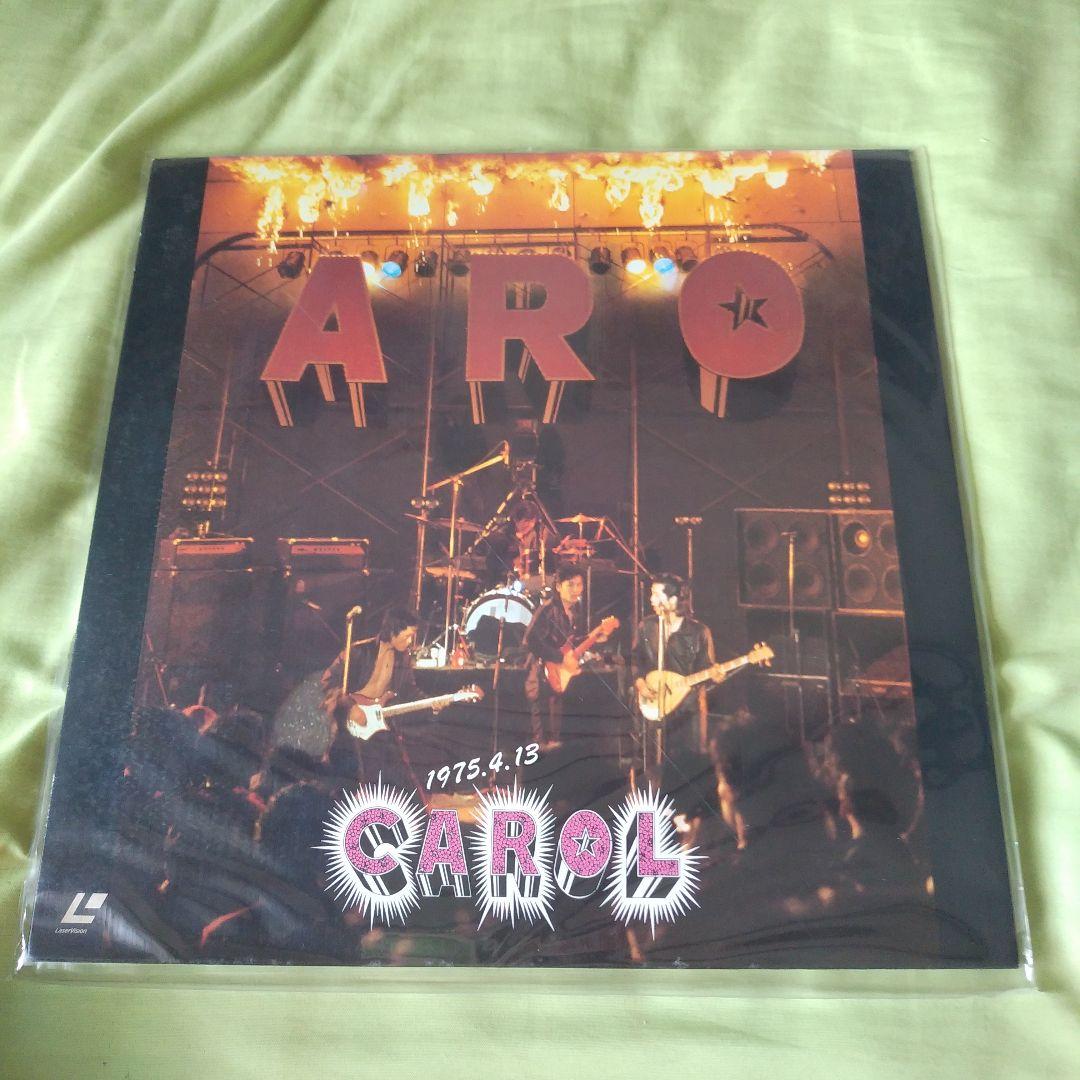 ARO
1975.4.13
CAROL
LaserVision